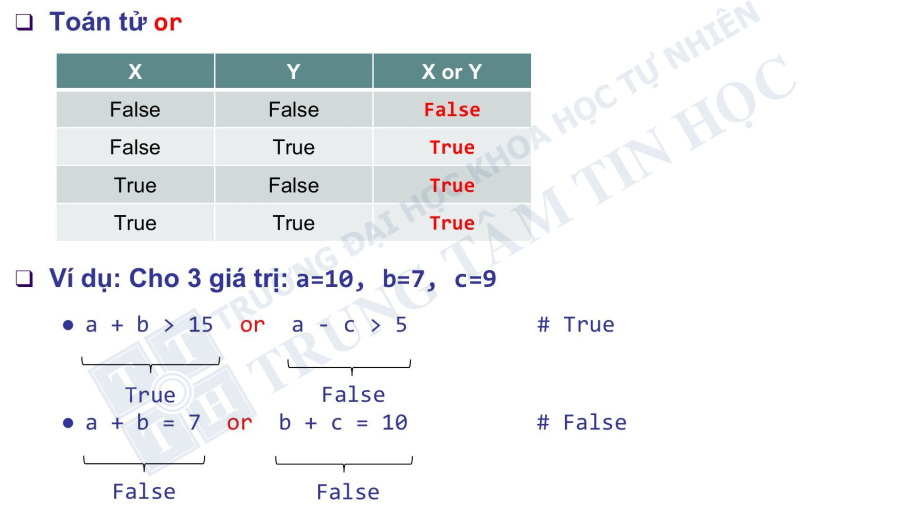 ❑ Toán tử or
X Y X or Y
False False False
False True True
True False True
True True True
❑ Ví dụ: Cho 3 giá trị: a=10, b=7, c=9
● a + b > 15 or a - c > 5 # True
True False
● a + b = 7 or b + c = 10 # False
False False
TRƯỜNG ĐẠI HỌC KHOA HỌC TỰ NHIÊN
TRUNG TÂM TIN HỌC
T T
T H